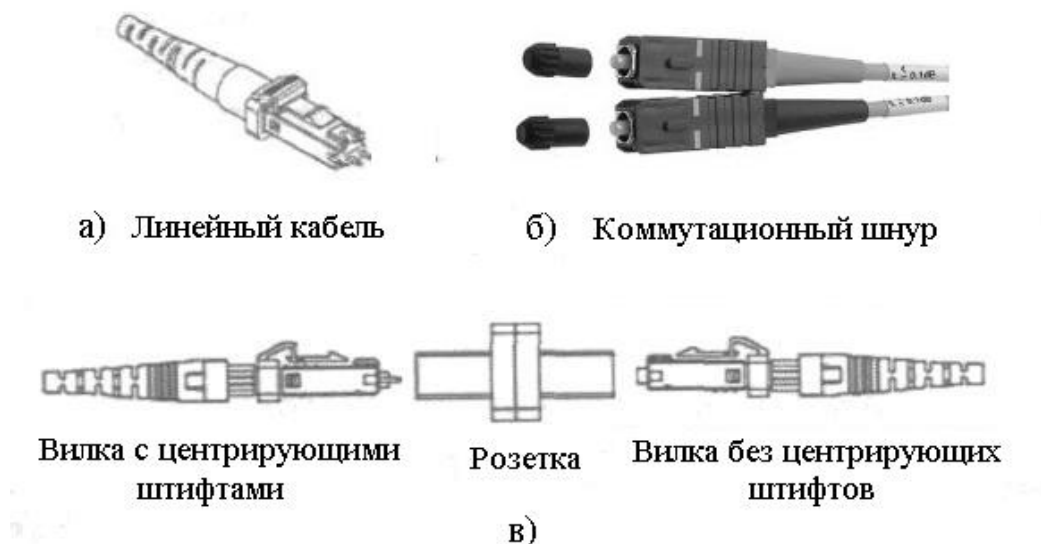 а) Линейный кабель
б) Коммутационный шнур
Вилка с центрирующими
штифтами
Розетка
Вилка без центрирующих
штифтов
в)